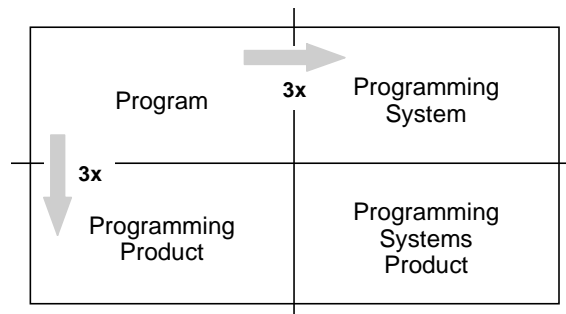 Program
3x
Programming
System
3x
Programming
Product
Programming
Systems
Product